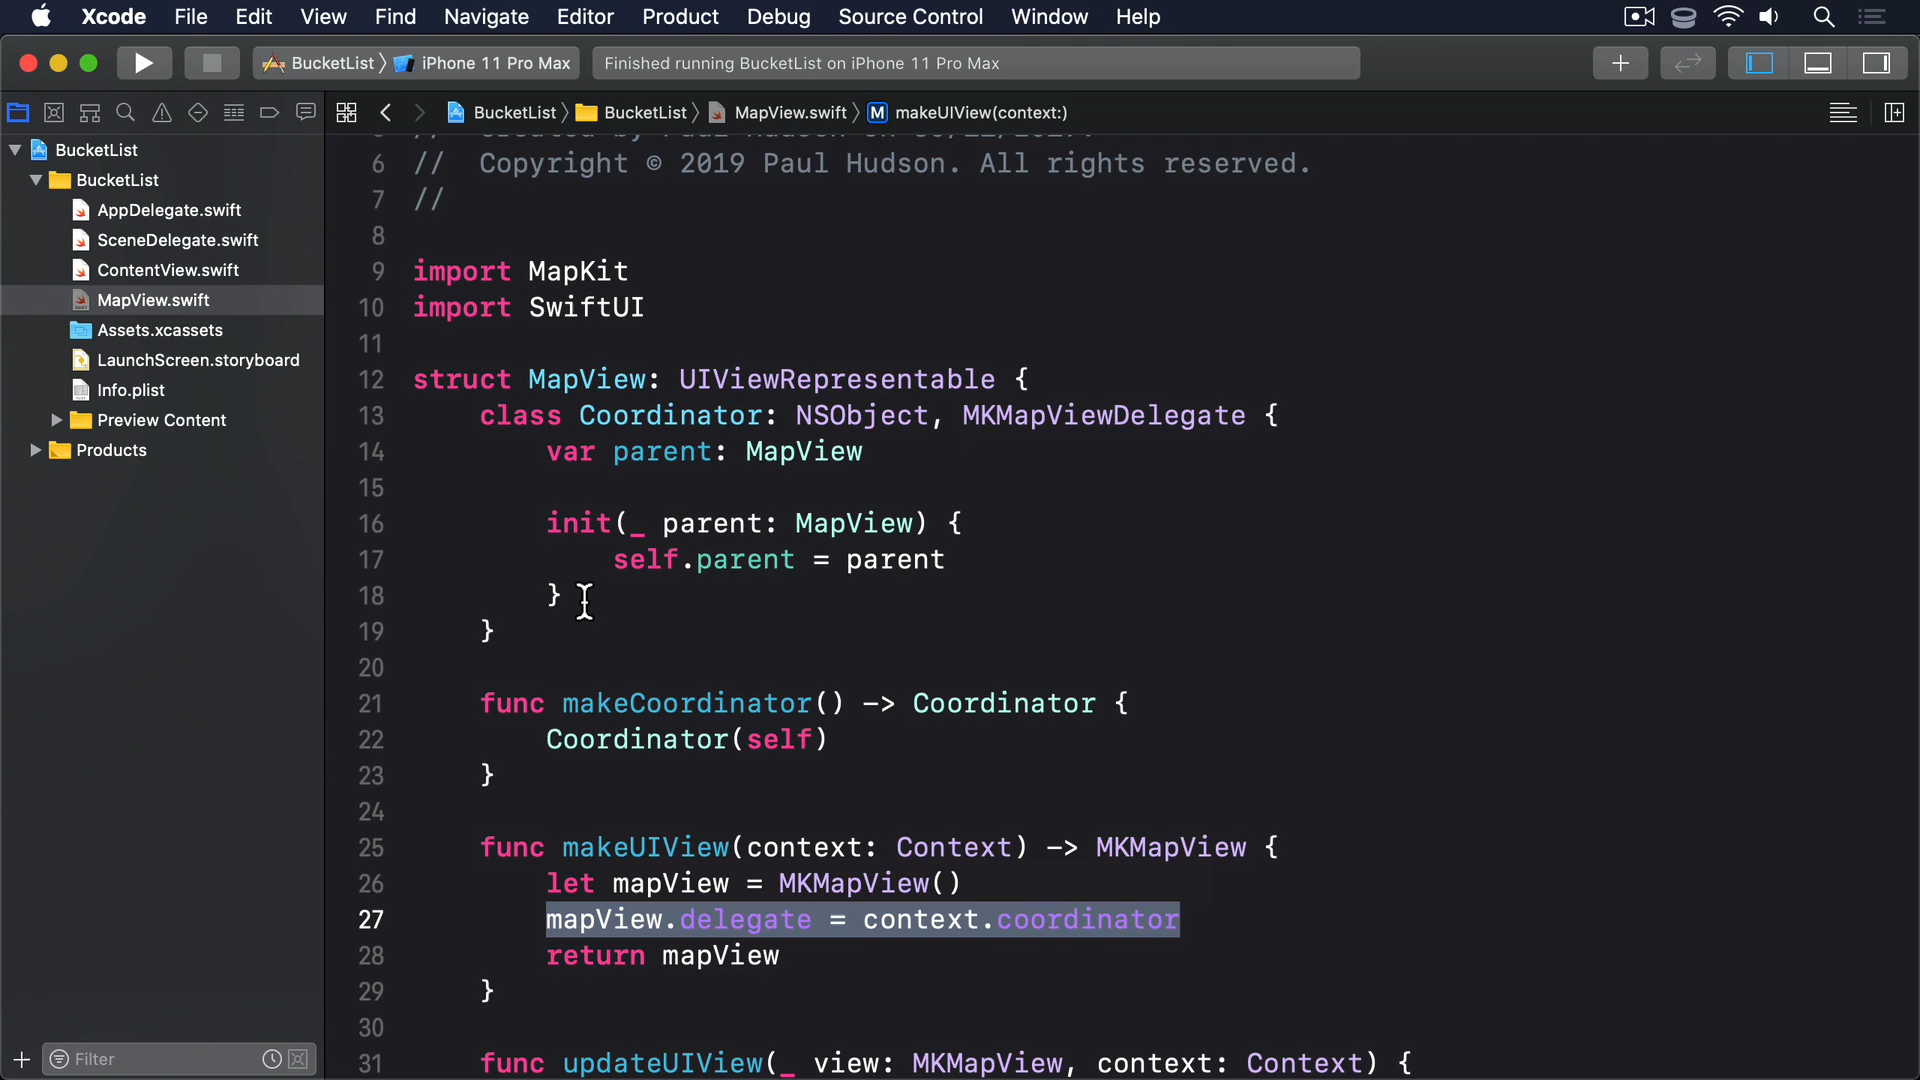 Xcode File Edit View Find Navigate Editor Product Debug Source Control Window Help
BucketList iPhone 11 Pro Max
Finished running BucketList on iPhone 11 Pro Max
BucketList BucketList MapView.swift M makeUIView(context:)
BucketList
BucketList
AppDelegate.swift
SceneDelegate.swift
ContentView.swift
MapView.swift
Assets.xcassets
LaunchScreen.storyboard
Info.plist
Preview Content
Products
Filter
6 //  Copyright © 2019 Paul Hudson. All rights reserved.
7 //
8
9 import MapKit
10 import SwiftUI
11
12 struct MapView: UIViewRepresentable {
13     class Coordinator: NSObject, MKMapViewDelegate {
14         var parent: MapView
15
16         init(_ parent: MapView) {
17             self.parent = parent
18         }
19     }
20
21     func makeCoordinator() -> Coordinator {
22         Coordinator(self)
23     }
24
25     func makeUIView(context: Context) -> MKMapView {
26         let mapView = MKMapView()
27         mapView.delegate = context.coordinator
28         return mapView
29     }
30
31     func updateUIView(_ view: MKMapView, context: Context) {